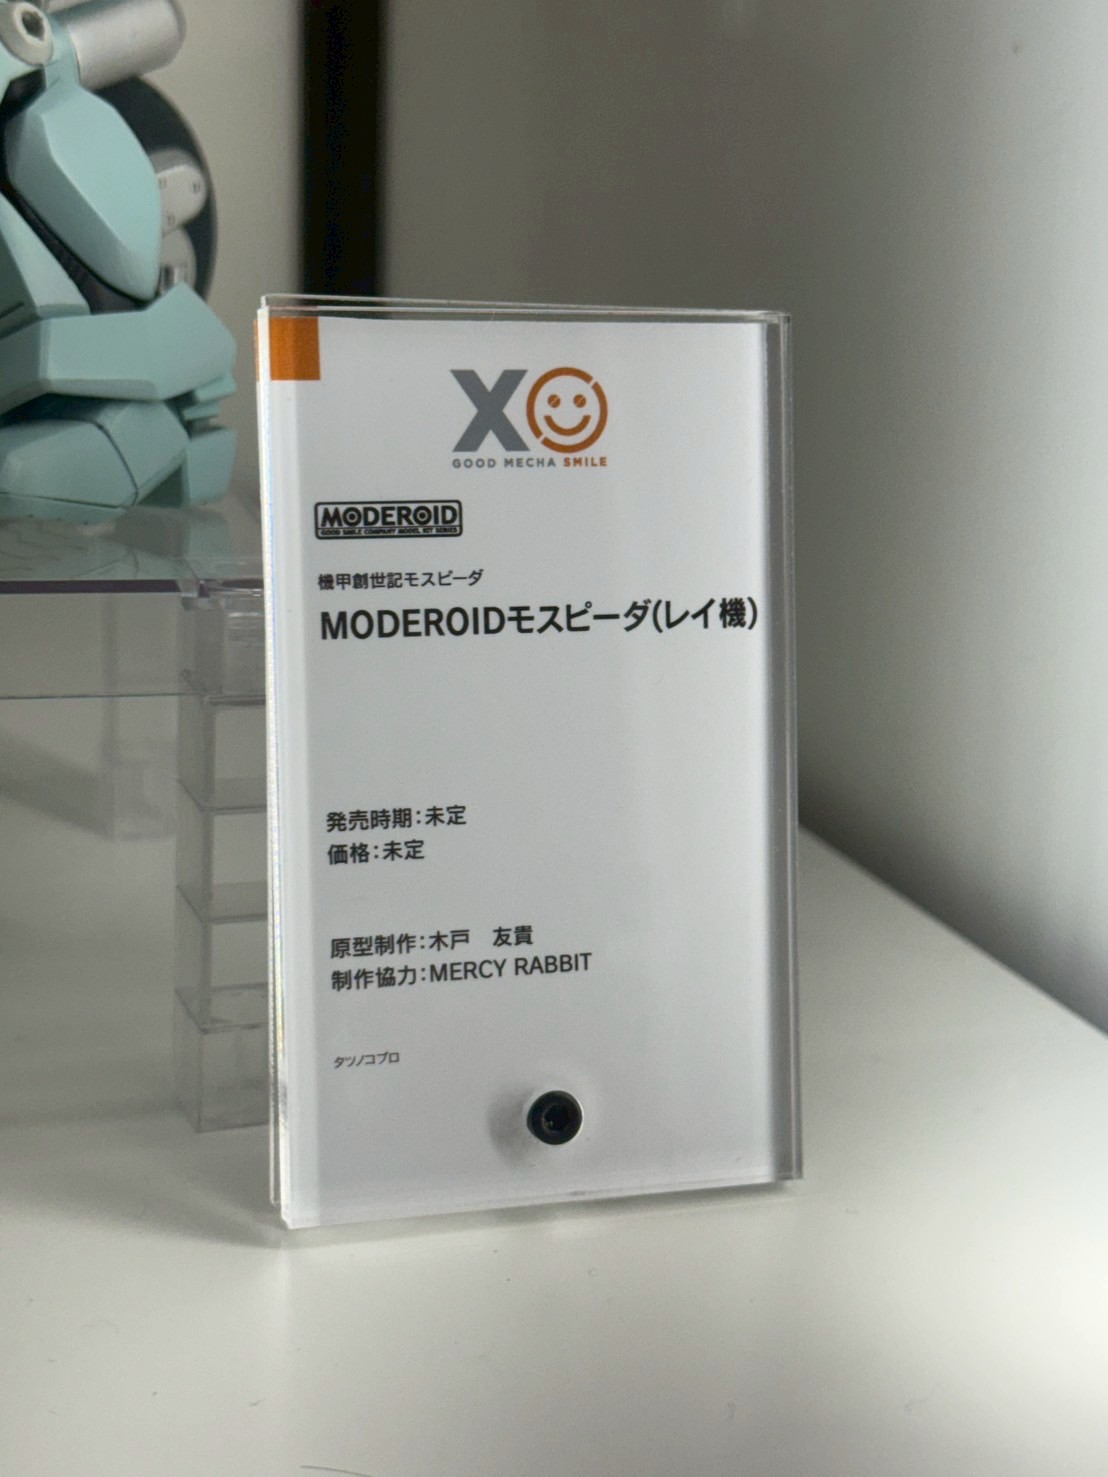 XO
GOOD MECHA SMILE
MODEROID
GOOD SMILE COMPANY MODEL KIT SERIES
機甲創世記モスピーダ
MODEROIDモスピーダ(レイ機)
発売時期：未定
価格：未定
原型制作：木戸　友貴
制作協力：MERCY RABBIT
タツノコプロ